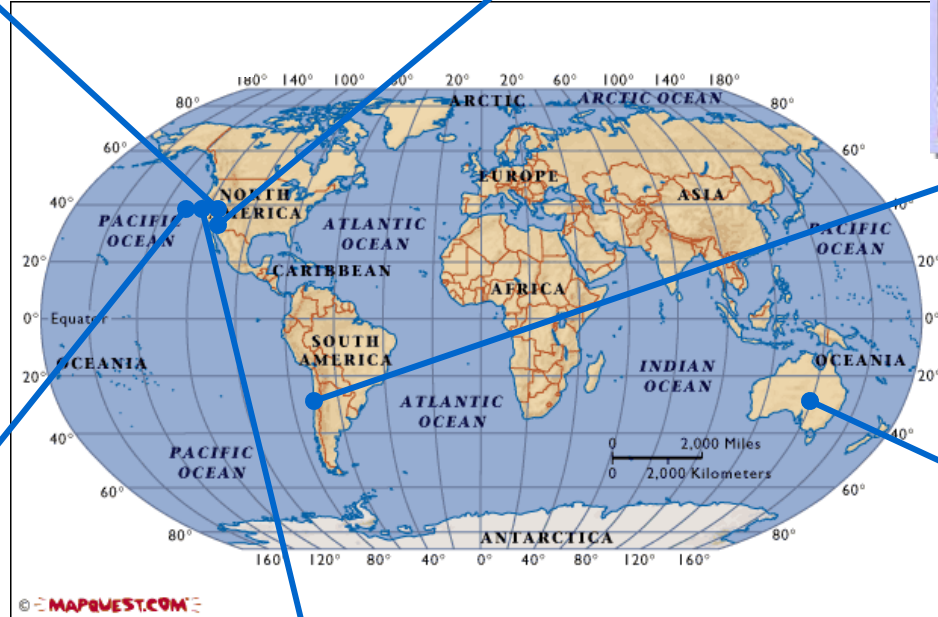 180° 140° 100° 80° 20° 20° 60° 100° 140° 180°
ARCTIC
ARCTIC OCEAN
80°
80°
60°
60°
EUROPE
ASIA
NORTH
AMERICA
40°
40°
PACIFIC
OCEAN
ATLANTIC
OCEAN
PACIFIC
OCEAN
20°
20°
CARIBBEAN
AFRICA
0°
Equator
0°
SOUTH
AMERICA
OCEANIA
OCEANIA
INDIAN
OCEAN
20°
20°
ATLANTIC
OCEAN
40°
40°
0 2,000 Miles
0 2,000 Kilometers
PACIFIC
OCEAN
60°
60°
80°
80°
ANTARCTICA
160° 120° 80° 40° 0° 40° 80° 120° 160°
© MAPQUEST.COM